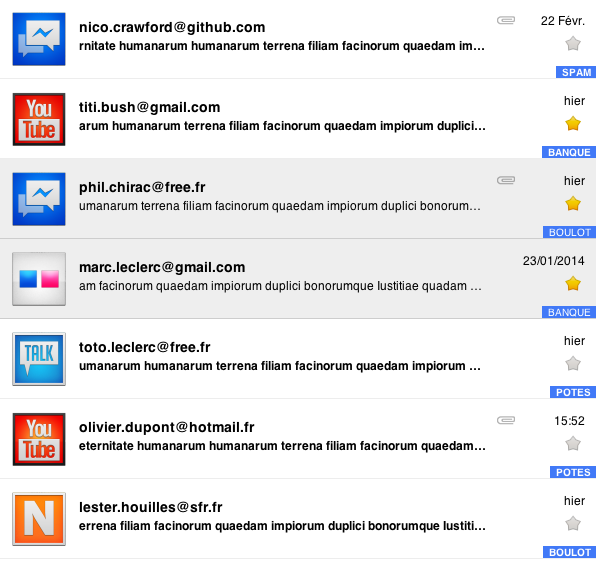 nico.crawford@github.com
22 Févr.
rnitate humanarum humanarum terrena filiam facinorum quaedam im…
SPAM
You
Tube
titi.bush@gmail.com
hier
arum humanarum terrena filiam facinorum quaedam impiorum duplici…
BANQUE
phil.chirac@free.fr
hier
umanarum terrena filiam facinorum quaedam impiorum duplici bonorum…
BOULOT
marc.leclerc@gmail.com
23/01/2014
am facinorum quaedam impiorum duplici bonorumque Iustitiae quadam …
BANQUE
TALK
toto.leclerc@free.fr
hier
umanarum humanarum terrena filiam facinorum quaedam impiorum …
POTES
You
Tube
olivier.dupont@hotmail.fr
15:52
eternitate humanarum humanarum terrena filiam facinorum quaedam…
POTES
N
lester.houilles@sfr.fr
hier
errena filiam facinorum quaedam impiorum duplici bonorumque Iustiti…
BOULOT